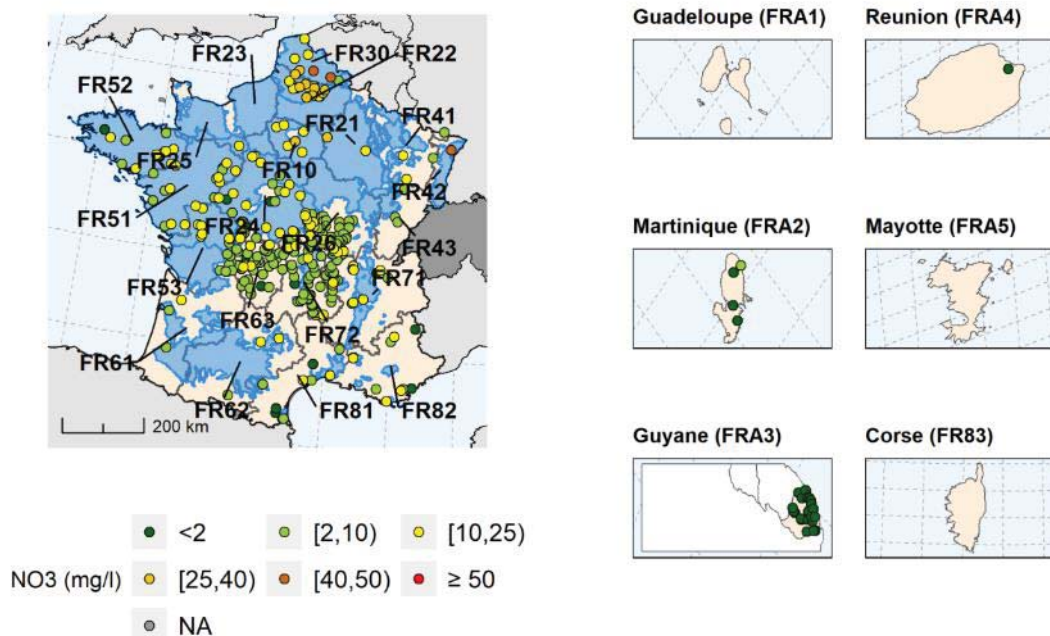 Guadeloupe (FRA1)
Reunion (FRA4)
FR23
FR30
FR22
FR52
FR21
FR41
FR25
FR10
FR42
FR51
FR24
FR26
FR43
FR53
FR71
FR63
FR72
FR61
FR62
FR81
FR82
200 km
Martinique (FRA2)
Mayotte (FRA5)
Guyane (FRA3)
Corse (FR83)
<2
[2,10)
[10,25)
NO3 (mg/l)
[25,40)
[40,50)
≥ 50
NA